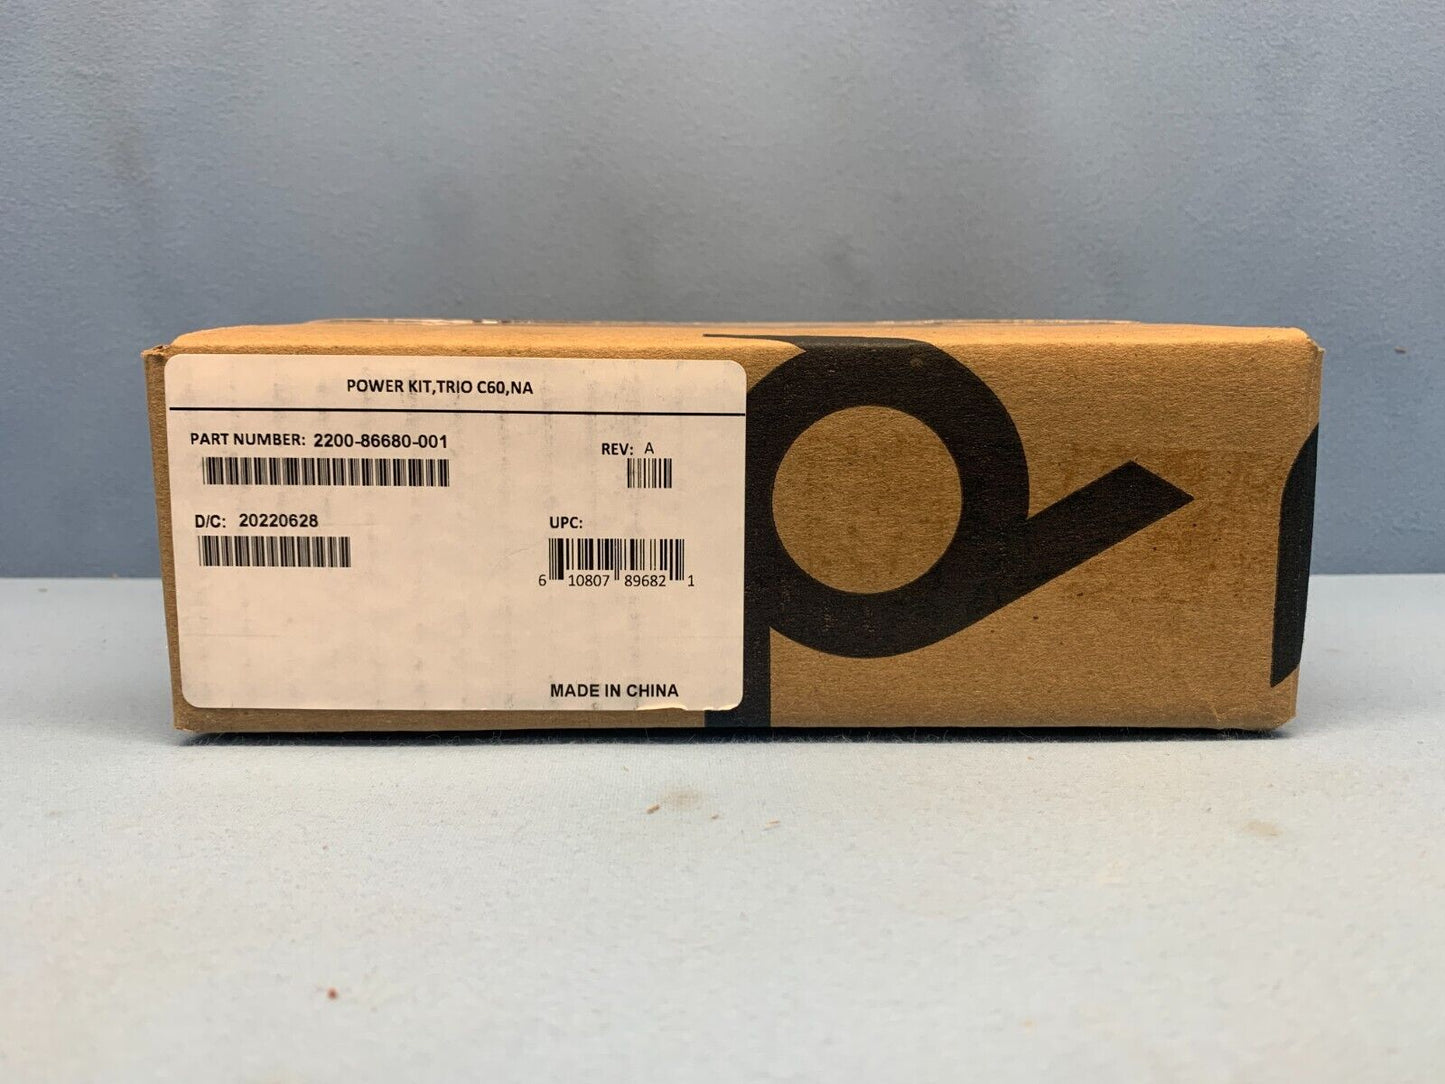 POWER KIT,TRIO C60,NA
PART NUMBER: 2200-86680-001
REV: A
D/C: 20220628
UPC:
6 10807 89682 1
MADE IN CHINA